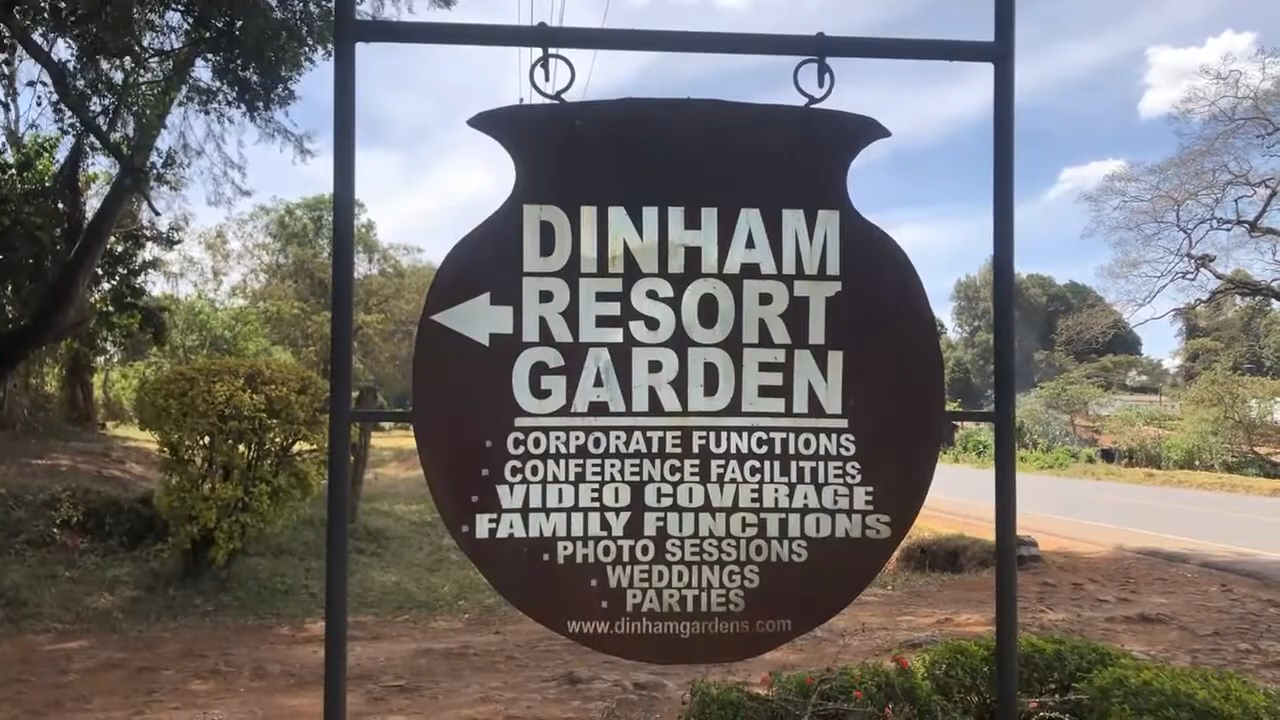 DINHAM
RESORT
GARDEN
· CORPORATE FUNCTIONS
· CONFERENCE FACILITIES
· VIDEO COVERAGE
· FAMILY FUNCTIONS
· PHOTO SESSIONS
· WEDDINGS
· PARTIES
www.dinhamgardens.com